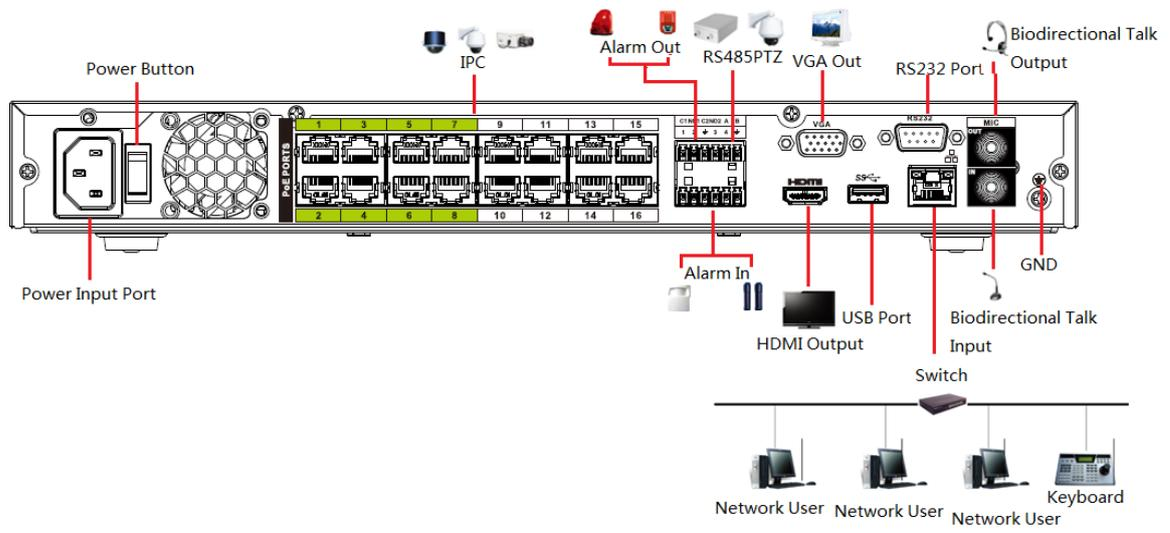 Biodirectional Talk
Output
Alarm Out
RS485PTZ
VGA Out
IPC
RS232 Port
Power Button
1 3 5 7 9 11 13 15
PoE PORTS
2 4 6 8 10 12 14 16
VGA
RS232
MIC
OUT
IN
HDMI
SS
Alarm In
GND
Power Input Port
USB Port
HDMI Output
Biodirectional Talk
Input
Switch
Network User
Network User
Network User
Keyboard